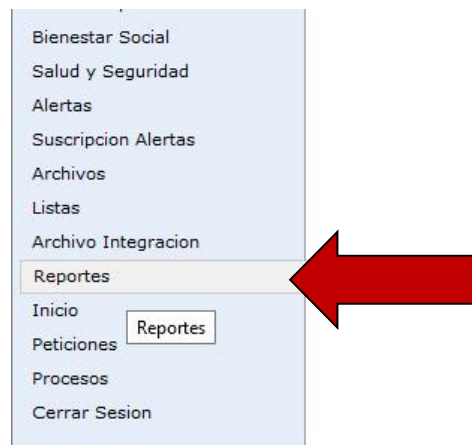 Bienestar Social
Salud y Seguridad
Alertas
Suscripcion Alertas
Archivos
Listas
Archivo Integracion
Reportes
Inicio
Reportes
Peticiones
Procesos
Cerrar Sesion